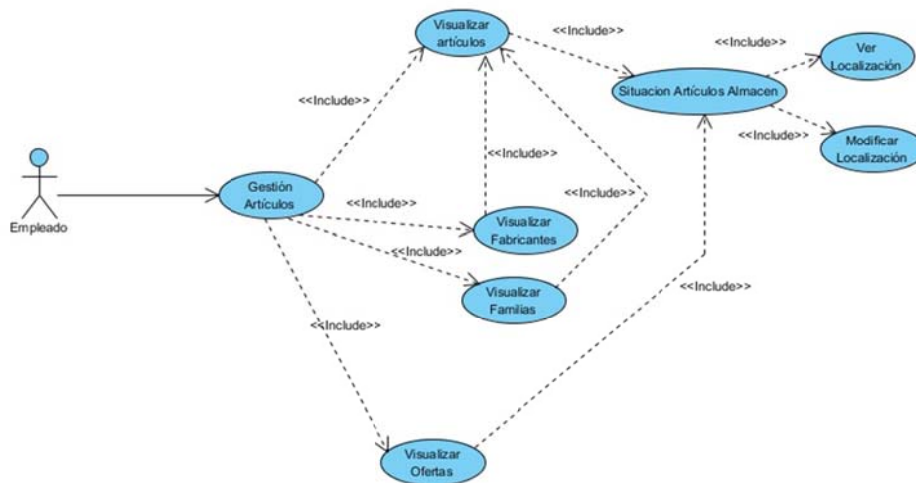 Visualizar
artículos
<<Include>>
<<Include>>
Ver
Localización
Situacion Artículos Almacen
<<Include>>
<<Include>>
Modificar
Localización
<<Include>>
Gestión
Artículos
<<Include>>
<<Include>>
Empleado
Visualizar
Fabricantes
<<Include>>
Visualizar
Familias
<<Include>>
<<Include>>
Visualizar
Ofertas